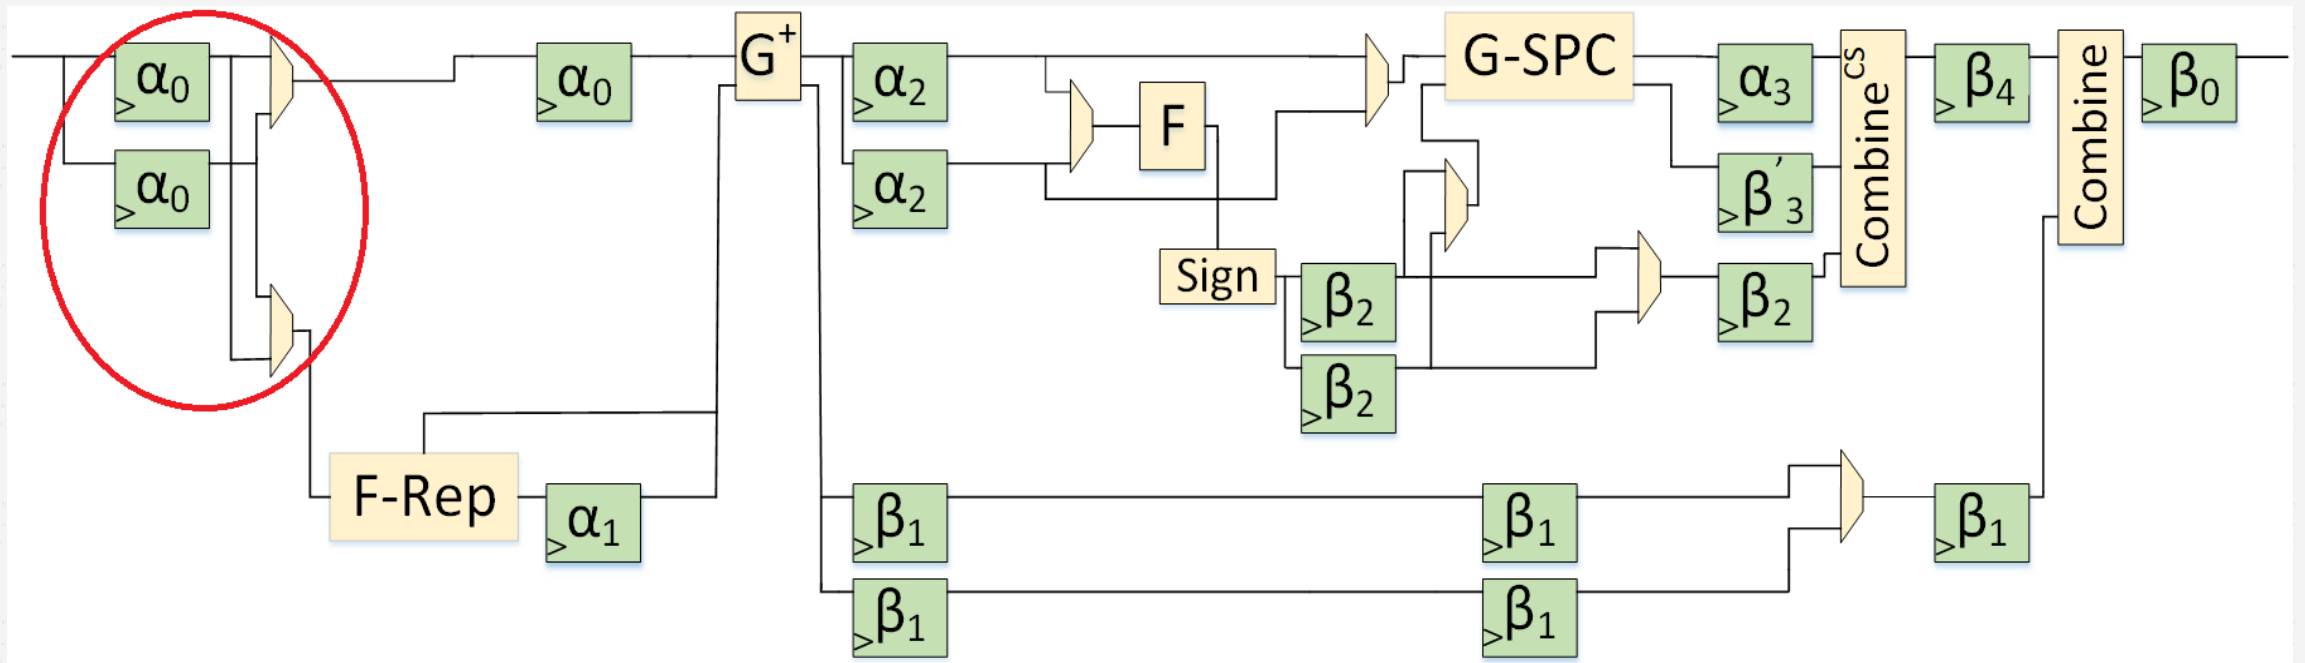 α0
α0
α0
G+
α2
α2
F
Sign
G-SPC
α3
β'3
β2
β2
β2
Combine CS
β4
Combine
β0
F-Rep
α1
β1
β1
β1
β1
β1